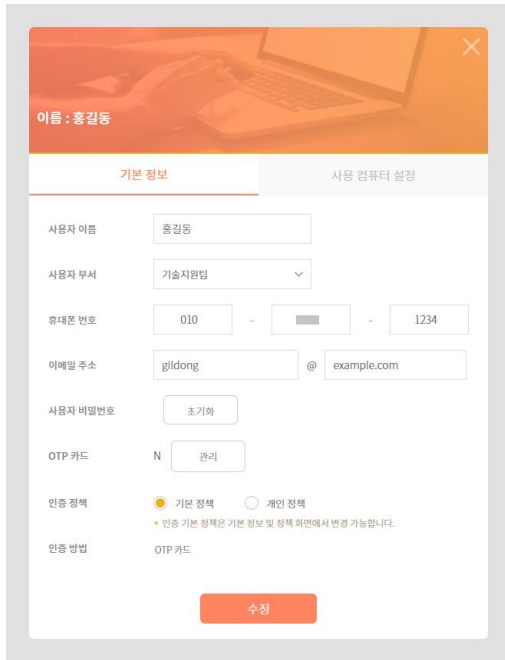 이름 : 홍길동
기본 정보 사용 컴퓨터 설정
사용자 이름 홍길동
사용자 부서 기술지원팀
휴대폰 번호 010 - - 1234
이메일 주소 gildong @ example.com
사용자 비밀번호 초기화
OTP 카드 N 관리
인증 정책 기본 정책 개인 정책
• 인증 기본 정책은 기본 정보 및 정책 화면에서 변경 가능합니다.
인증 방법 OTP 카드
수정